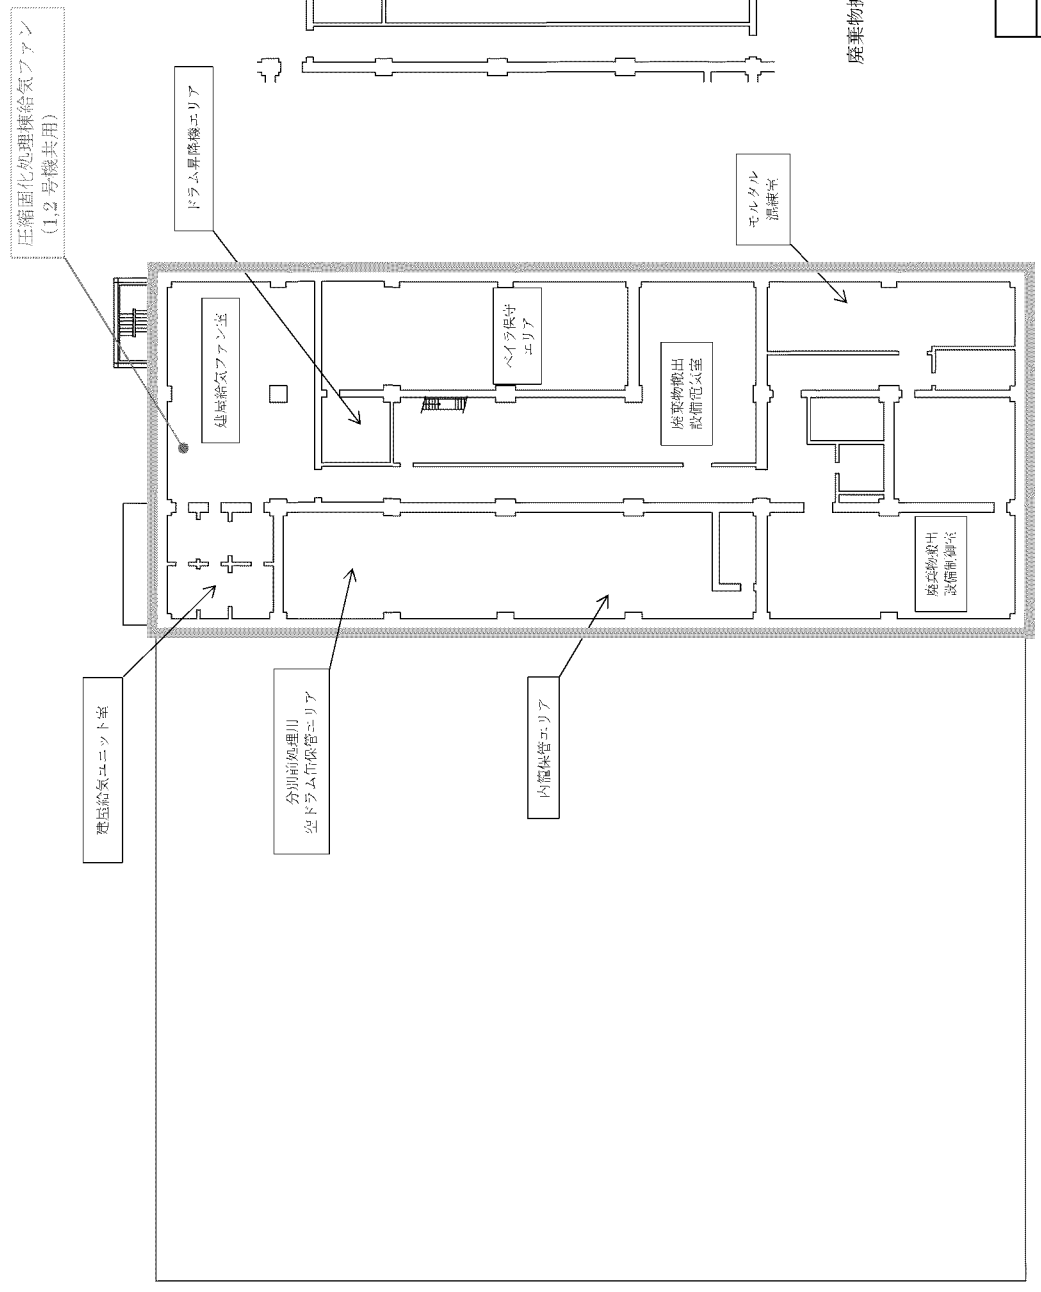 圧縮固化処理棟給気ファン
(1,2 号機共用)
ドラム昇降機エリア
モルタル
混練室
建屋給気ファン室
ベイラ保守
エリア
廃棄物搬出
設備電気室
廃棄物搬出
設備制御室
建屋給気ユニット室
分別前処理用
空ドラム缶保管エリア
内籠保管エリア
廃棄物搬